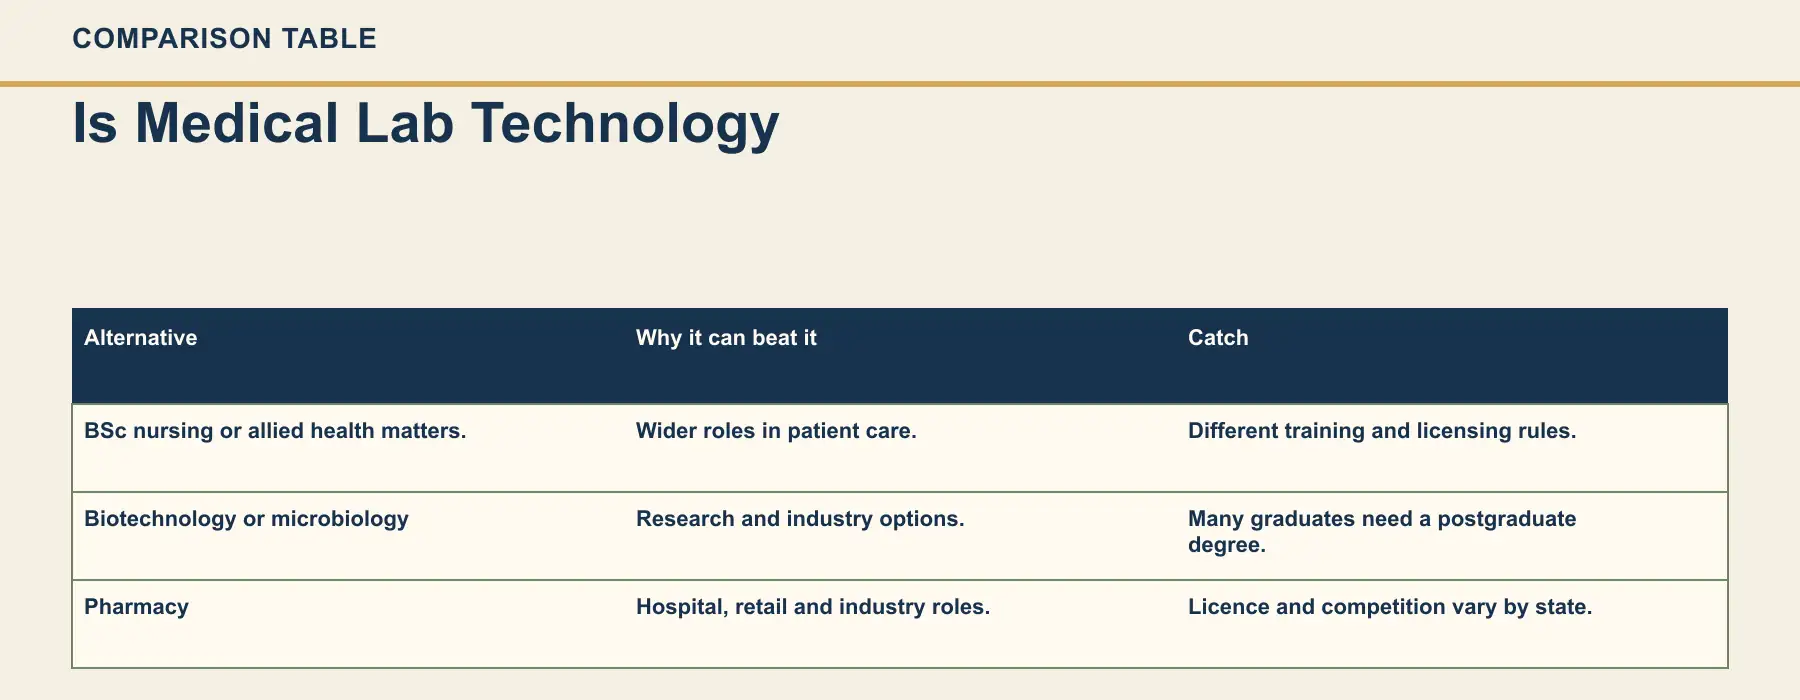 COMPARISON TABLE
Is Medical Lab Technology
Alternative Why it can beat it Catch
BSc nursing or allied health matters. Wider roles in patient care. Different training and licensing rules.
Biotechnology or microbiology Research and industry options. Many graduates need a postgraduate
degree.
Pharmacy Hospital, retail and industry roles. Licence and competition vary by state.